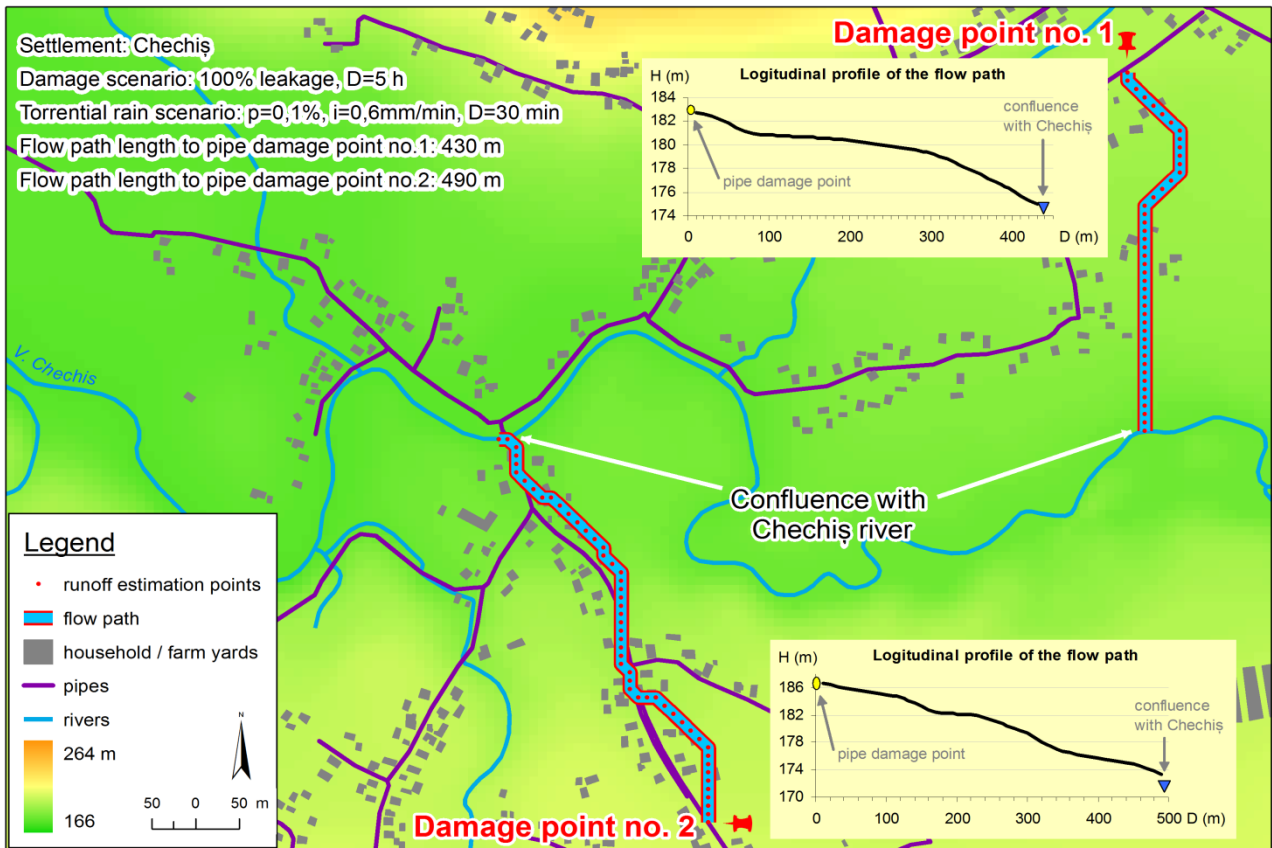 Settlement: Chechiș
Damage scenario: 100% leakage, D=5 h
Torrential rain scenario: p=0,1%, i=0,6mm/min, D=30 min
Flow path length to pipe damage point no.1: 430 m
Flow path length to pipe damage point no.2: 490 m
Damage point no. 1
H (m)
Logitudinal profile of the flow path
184
182
180
178
176
174
confluence
with Chechiș
pipe damage point
0
100
200
300
400
D (m)
V. Chechis
Confluence with
Chechiș river
Legend
runoff estimation points
flow path
household / farm yards
pipes
rivers
264 m
166
N
50
0
50 m
Damage point no. 2
H (m)
Logitudinal profile of the flow path
186
182
178
174
170
confluence
with Chechiș
pipe damage point
0
100
200
300
400
500
D (m)